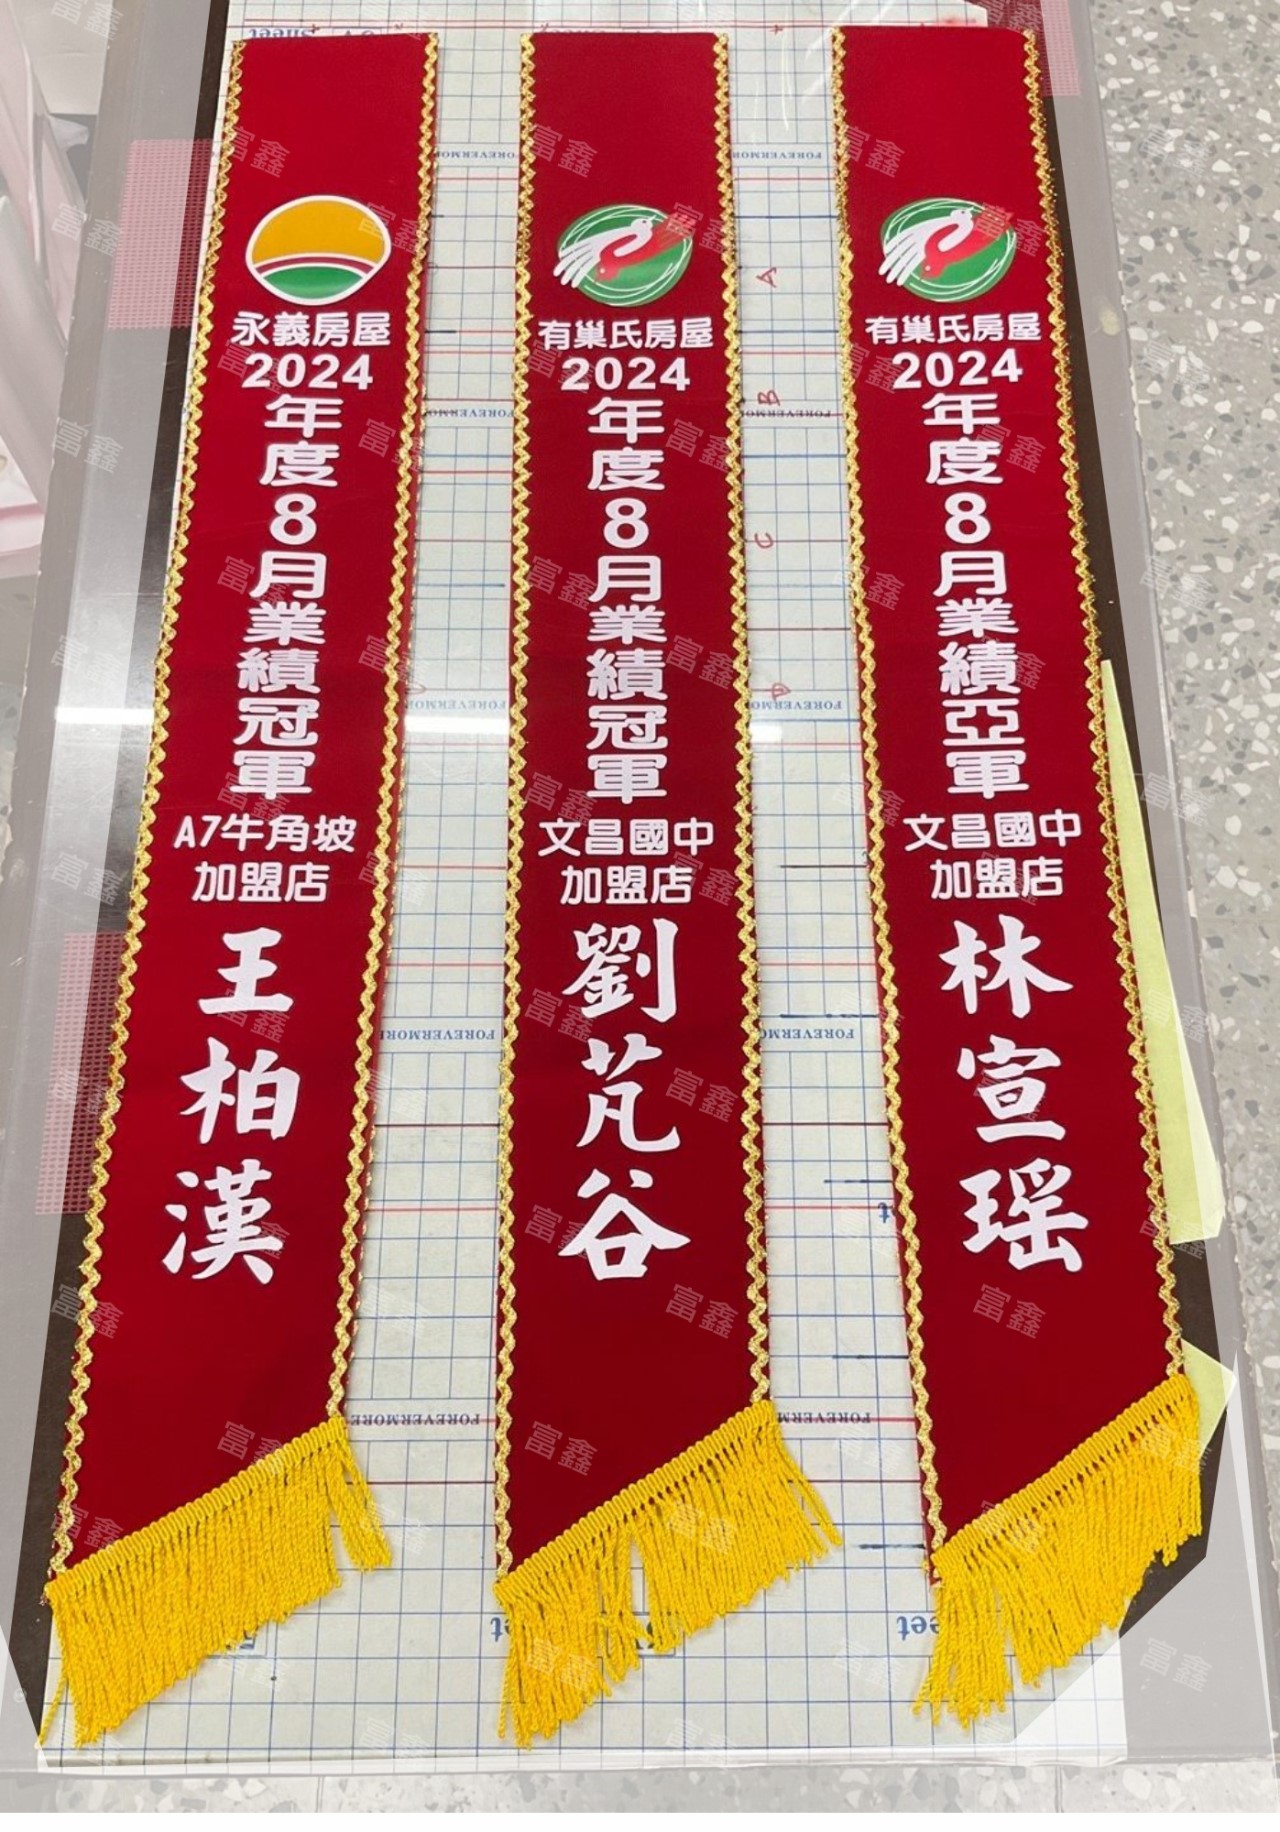 永義房屋
2024
年度8月業績冠軍
A7牛角坡
加盟店
王柏漢
有巢氏房屋
2024
年度8月業績冠軍
文昌國中
加盟店
劉芃谷
有巢氏房屋
2024
年度8月業績亞軍
文昌國中
加盟店
林宣瑶
FOREVERMORE
A
B
C
D
富鑫